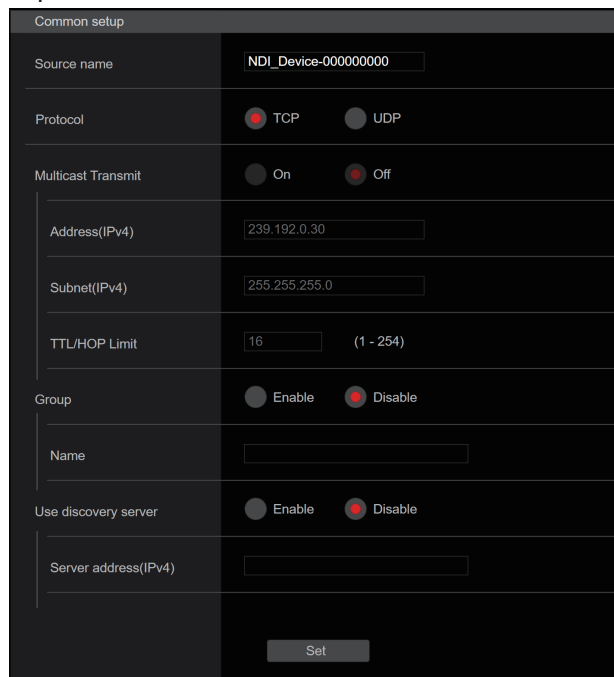 Common setup
Source name NDI_Device-000000000
Protocol TCP UDP
Multicast Transmit On Off
Address(IPv4) 239.192.0.30
Subnet(IPv4) 255.255.255.0
TTL/HOP Limit 16 (1 - 254)
Group Enable Disable
Name
Use discovery server Enable Disable
Server address(IPv4)
Set